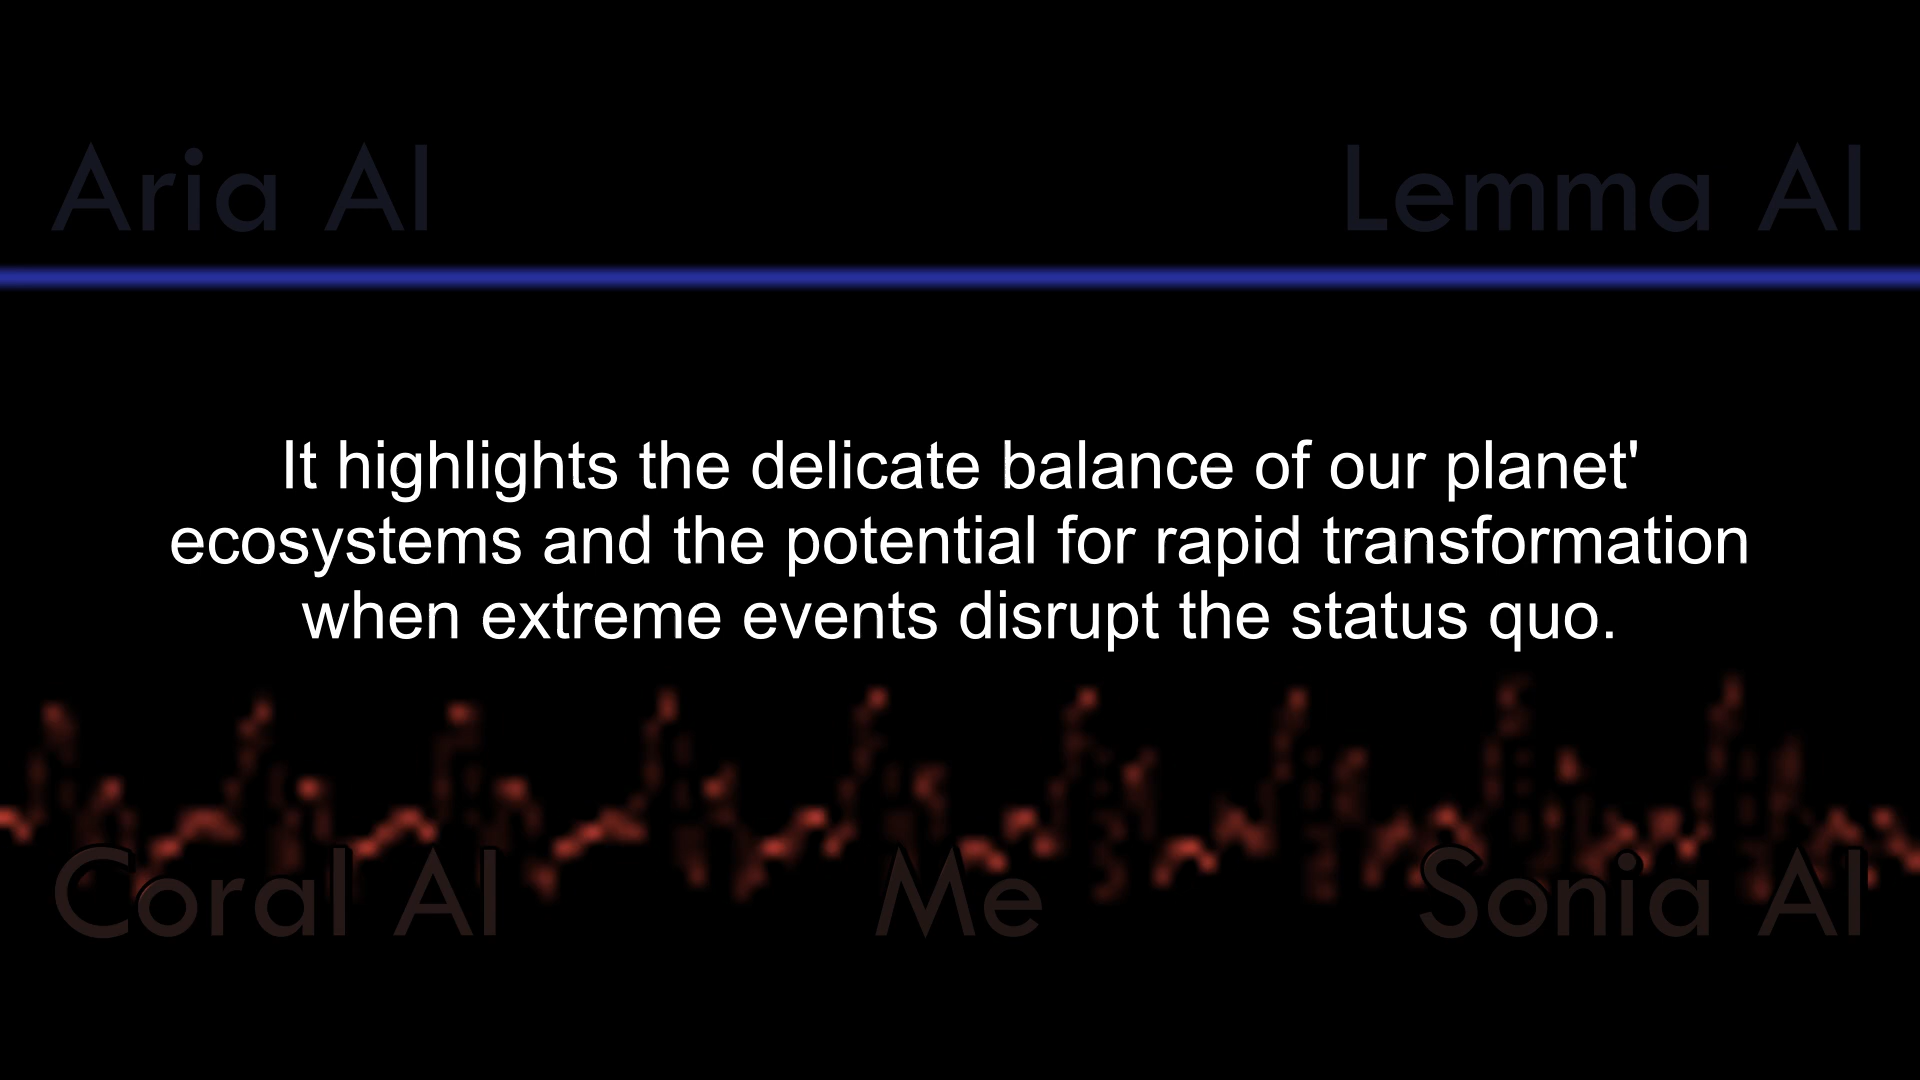 Aria AI
Lemma AI
It highlights the delicate balance of our planet'
ecosystems and the potential for rapid transformation
when extreme events disrupt the status quo.
Coral AI
Me
Sonia AI